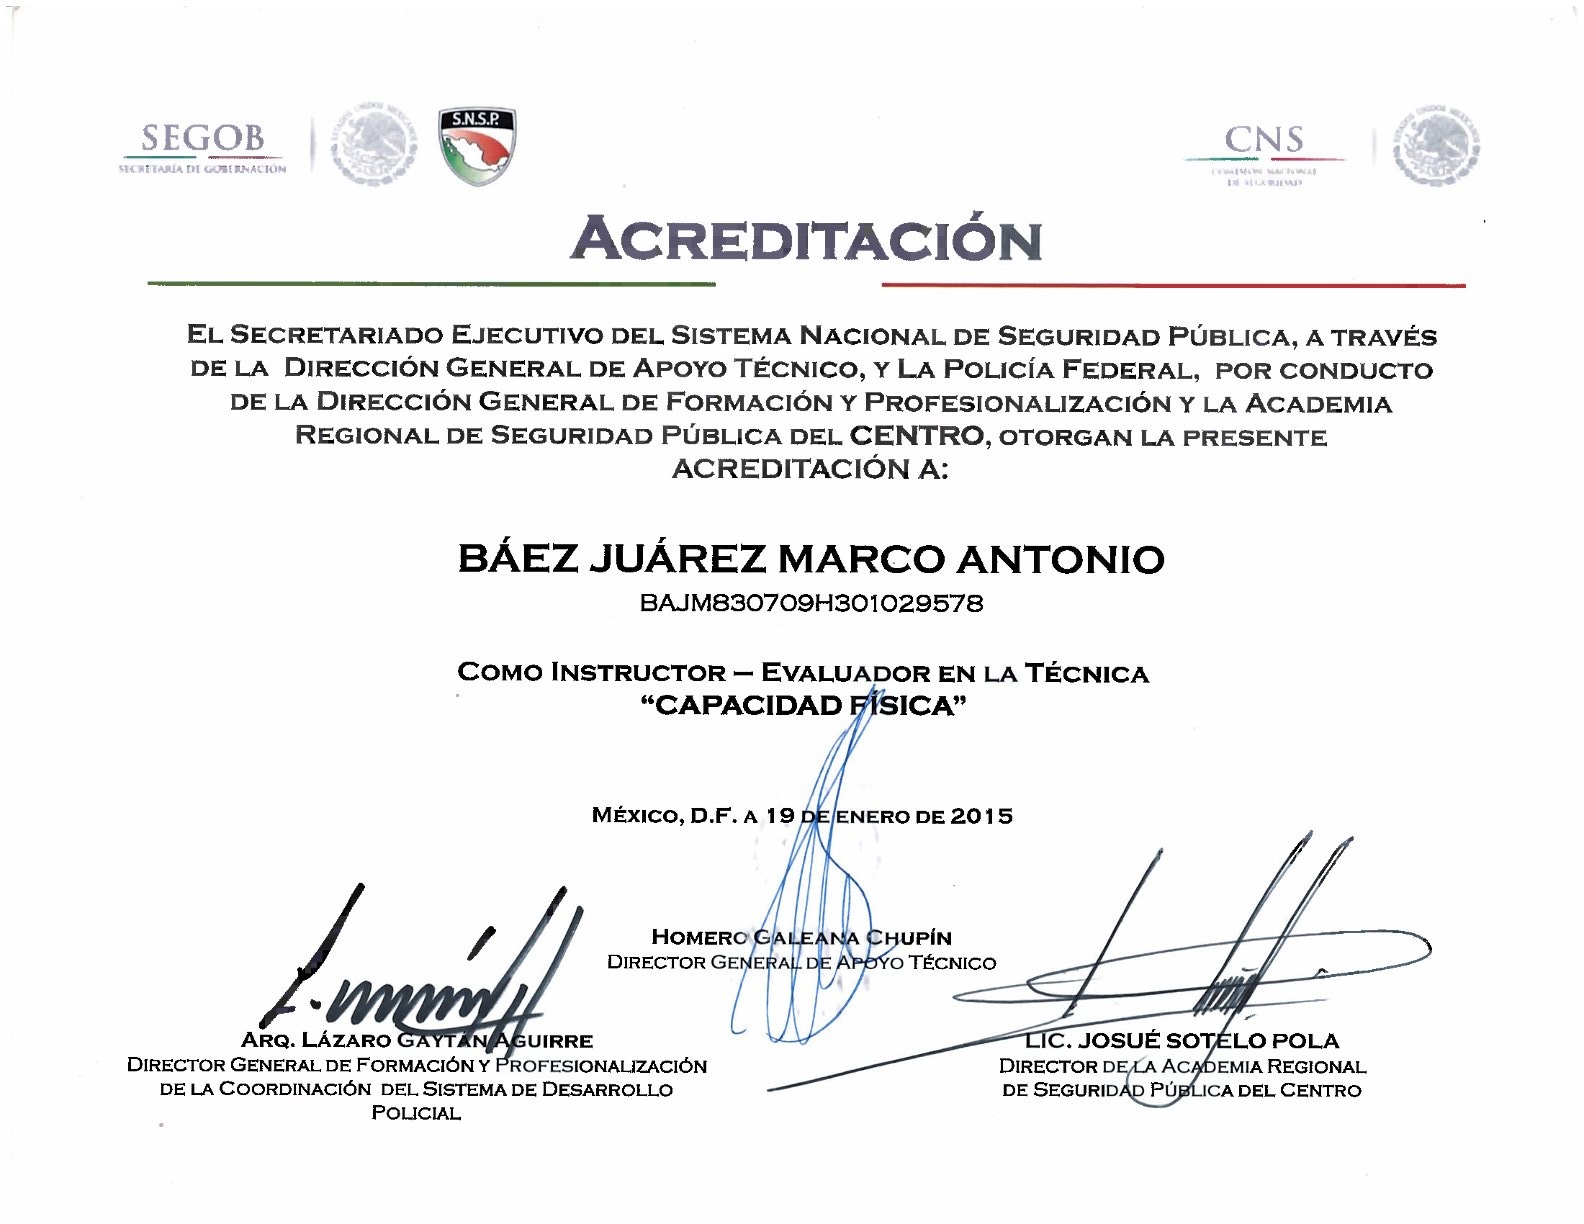 SEGOB
SECRETARÍA DE GOBERNACIÓN
S.N.S.P.
CNS
COMISIÓN NACIONAL
DE SEGURIDAD
ACREDITACIÓN
EL SECRETARIADO EJECUTIVO DEL SISTEMA NACIONAL DE SEGURIDAD PÚBLICA, A TRAVÉS
DE LA DIRECCIÓN GENERAL DE APOYO TÉCNICO, Y LA POLICÍA FEDERAL, POR CONDUCTO
DE LA DIRECCIÓN GENERAL DE FORMACIÓN Y PROFESIONALIZACIÓN Y LA ACADEMIA
REGIONAL DE SEGURIDAD PÚBLICA DEL CENTRO, OTORGAN LA PRESENTE
ACREDITACIÓN A:
BÁEZ JUÁREZ MARCO ANTONIO
BAJM830709H301029578
COMO INSTRUCTOR – EVALUADOR EN LA TÉCNICA
“CAPACIDAD FÍSICA”
MÉXICO, D.F. A 19 DE ENERO DE 2015
HOMERO GALEANA CHUPÍN
DIRECTOR GENERAL DE APOYO TÉCNICO
ARQ. LÁZARO GAYTÁN AGUIRRE
DIRECTOR GENERAL DE FORMACIÓN Y PROFESIONALIZACIÓN
DE LA COORDINACIÓN DEL SISTEMA DE DESARROLLO
POLICIAL
LIC. JOSUÉ SOTELO POLA
DIRECTOR DE LA ACADEMIA REGIONAL
DE SEGURIDAD PÚBLICA DEL CENTRO